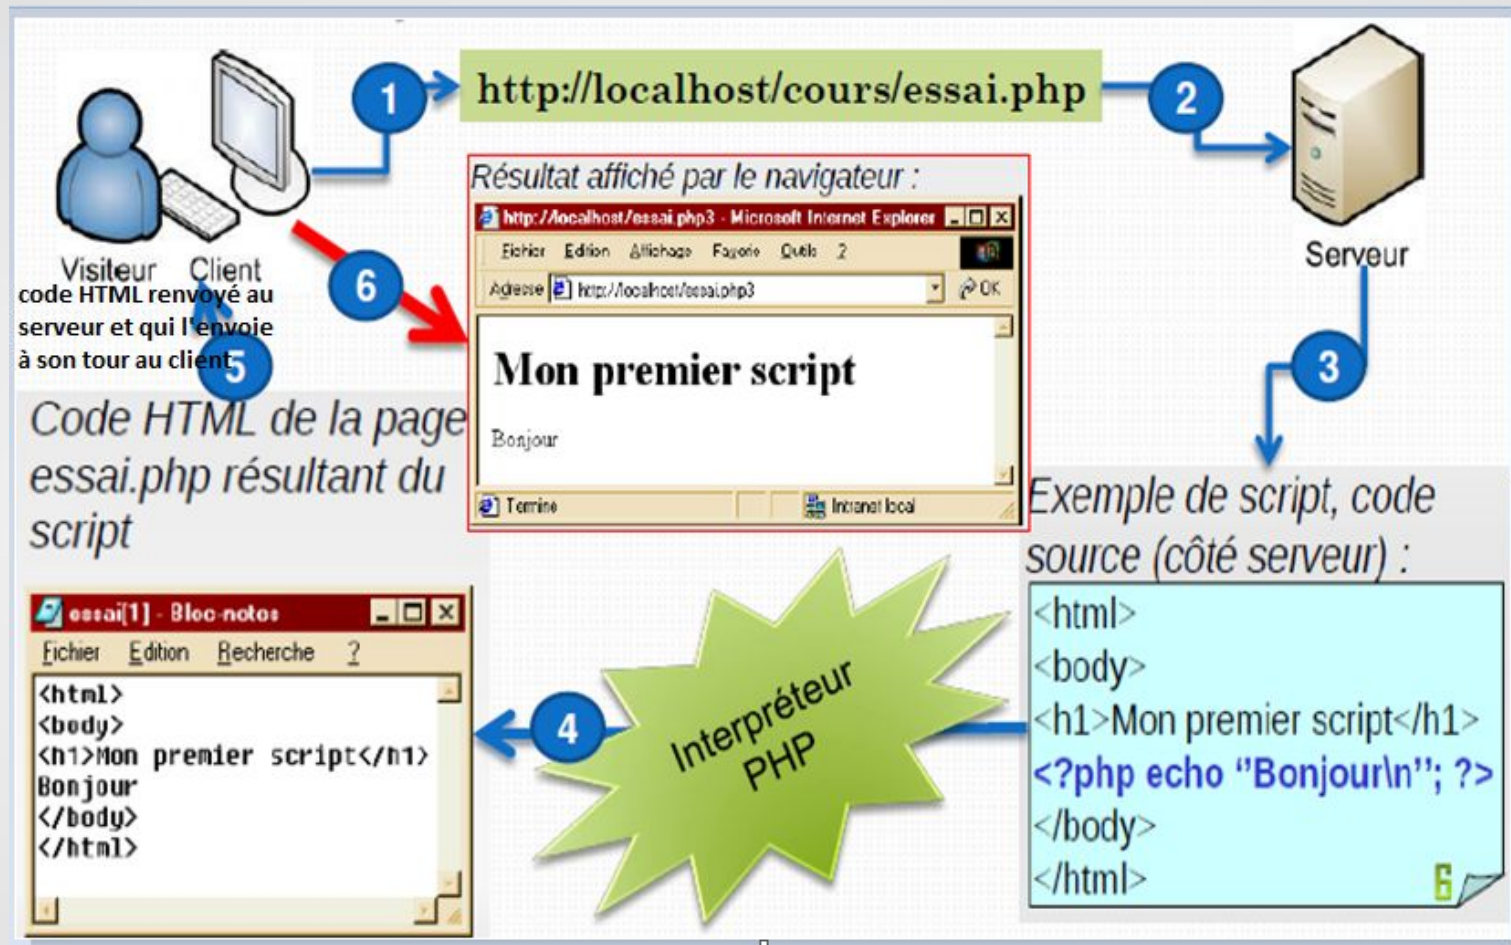 1
http://localhost/cours/essai.php
2
Résultat affiché par le navigateur :
http://localhost/essai.php3 - Microsoft Internet Explorer
Fichier Edition Affichage Favoris Outils ?
Adresse http://localhost/essai.php3 OK
Mon premier script
Bonjour
Termine Intranet local
Visiteur Client
Serveur
6
code HTML renvoyé au
serveur et qui l'envoie
à son tour au client
5
3
Code HTML de la page
essai.php résultant du
script
Exemple de script, code
source (côté serveur) :
essai[1] - Bloc-notes
Fichier Edition Recherche ?
<html>
<body>
<h1>Mon premier script</h1>
Bonjour
</body>
</html>
4
Interpréteur
PHP
<html>
<body>
<h1>Mon premier script</h1>
<?php echo ‘’Bonjour\n’’; ?>
</body>
</html>
6